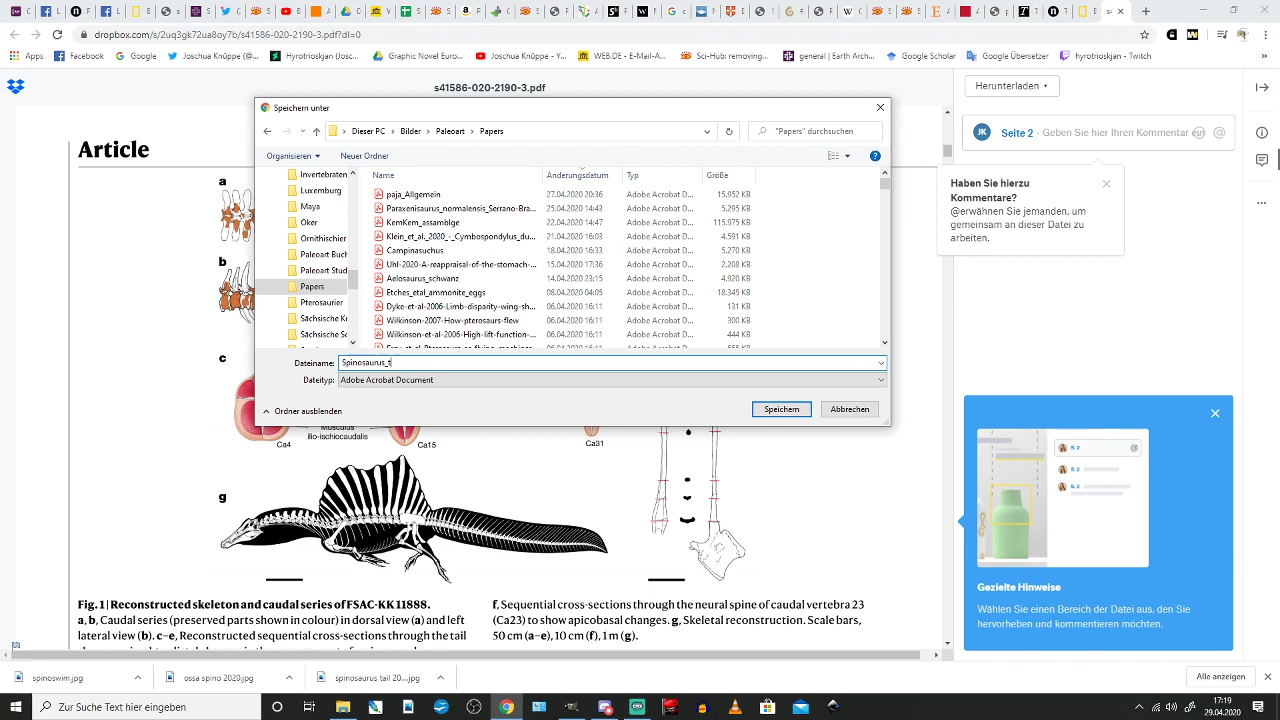 dropbox.com/s/2uq3gk72ua8oy7b/s41586-020-2190-3.pdf?dl=0
Apps Facebook Google Twitter Joshua Knüppe (@... Hyrotrioskjan (Josc... Graphic Novel Euro... Joshua Knüppe - Y... WEB.DE - E-Mail-A... Sci-Hub: removing... general | Earth Arch... Google Scholar Google Übersetzer hyrotrioskjan - Twitch »
s41586-020-2190-3.pdf
Herunterladen
Speichern unter
Dieser PC > Bilder > Paleoart > Papers
"Papers" durchsuchen
Seite 2 - Geben Sie hier Ihren Kommentar ein
Article
Organisieren
Neuer Ordner
Name Änderungsdatum Typ Größe
Invertebraten
Luxemburg
Maya
Oker
Ornithischier
Paleoart Buch
Paleoart Stud
Papers
Pterosaurier
Sächsische Kr
Sächsische Sc
paja_Allgemein 27.04.2020 20:36 Adobe Acrobat D... 15.952 KB
Paraxenisaurus_normalensis_Serrano-Bra... 25.04.2020 14:43 Adobe Acrobat D... 5.295 KB
KemKem_assamblge 22.04.2020 14:47 Adobe Acrobat D... 115.975 KB
Klein_et_al._2020_-_Cymbospondylus_du... 21.04.2020 16:03 Adobe Acrobat D... 4.591 KB
Campinasuchus 18.04.2020 16:33 Adobe Acrobat D... 5.270 KB
Uhl-2020-A-reappraisal-of-the-stomach-... 15.04.2020 17:36 Adobe Acrobat D... 2.208 KB
Aelosaurus_schwanz 14.04.2020 23:15 Adobe Acrobat D... 4.920 KB
Etches_etal_ammonite_eggs 08.04.2020 04:05 Adobe Acrobat D... 18.345 KB
Dyke-et-al-2006-Limb-disparity-wing-sh... 06.04.2020 16:11 Adobe Acrobat D... 131 KB
Wilkinson-2007-How-pterosaurs-flew 06.04.2020 16:11 Adobe Acrobat D... 300 KB
Wilkinson-et-al-2006-High-lift-function-... 06.04.2020 16:11 Adobe Acrobat D... 444 KB
Dateiname: Spinosaurus_t
Dateityp: Adobe Acrobat Document
Ordner ausblenden
Speichern
Abbrechen
Haben Sie hierzu
Kommentare?
@erwähnen Sie jemanden, um
gemeinsam an dieser Datei zu
arbeiten.
a
b
c
Musculus
ilio-ischiocaudalis
Ca4
Ca15
Ca31
g
S. 2
S. 2
S. 2
Gezielte Hinweise
Wählen Sie einen Bereich der Datei aus, den Sie
hervorheben und kommentieren möchten.
Fig. 1 | Reconstructed skeleton and caudal series of FSAC-KK 11888.
a, b, Caudal series (preserved parts shown in colour) in dorsal view (a) and left
lateral view (b). c–e, Reconstructed sequential cross-sections through the tail
f, Sequential cross-sections through the neural spine of caudal vertebra 23
(Ca23) to show apicobasal changes. g, Skeletal reconstruction. Scale bars,
50 cm (a–e), 10 cm (f), 1 m (g).
spinoswim.jpg
ossa spino 2020.jpg
spinosaurus tail 20....jpg
Alle anzeigen
Zur Suche Text hier eingeben
17:19
29.04.2020